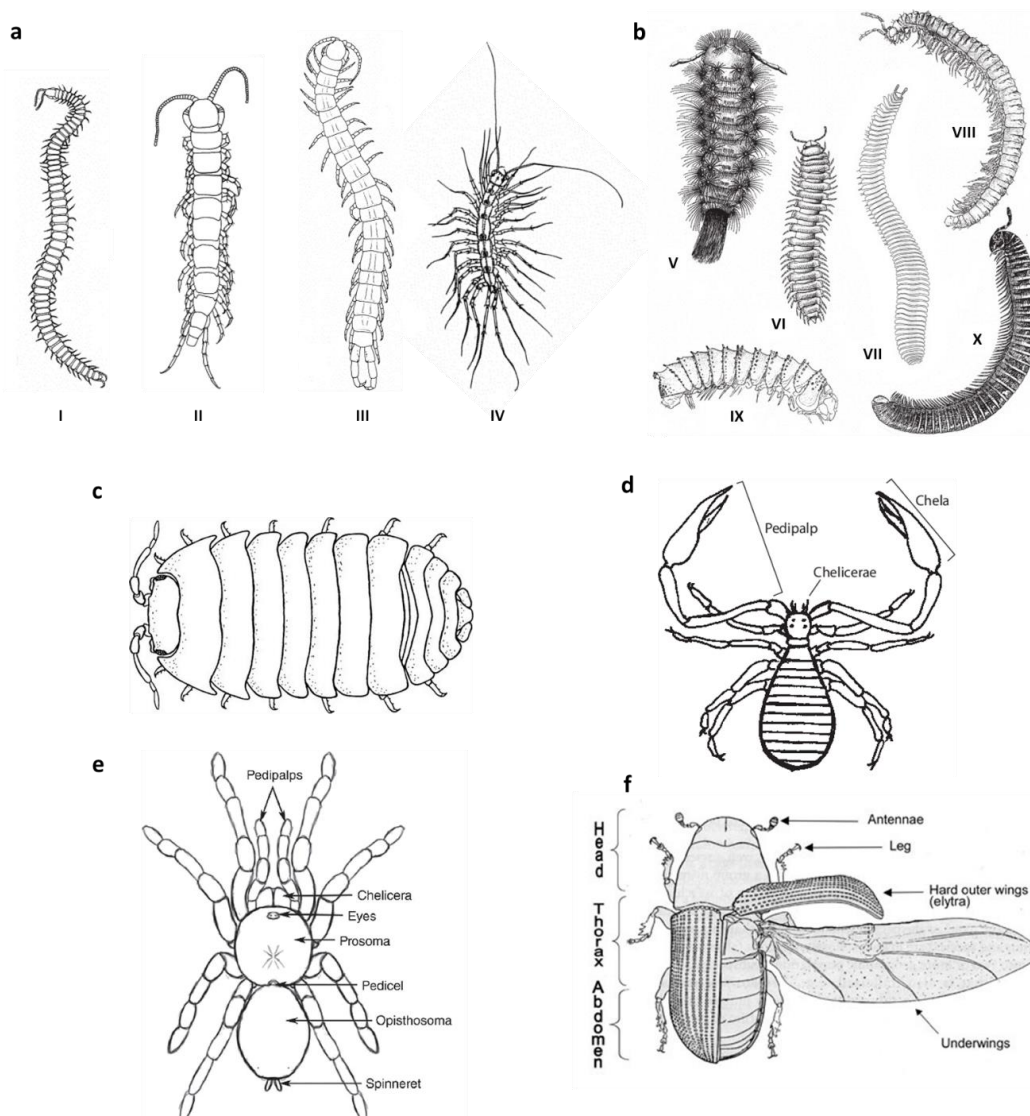 a
I
II
III
IV
b
V
VI
VII
VIII
IX
X
c
d
Pedipalp
Chela
Chelicerae
e
Pedipalps
Chelicera
Eyes
Prosoma
Pedicel
Opisthosoma
Spinneret
f
Head
Thorax
Abdomen
Antennae
Leg
Hard outer wings
(elytra)
Underwings